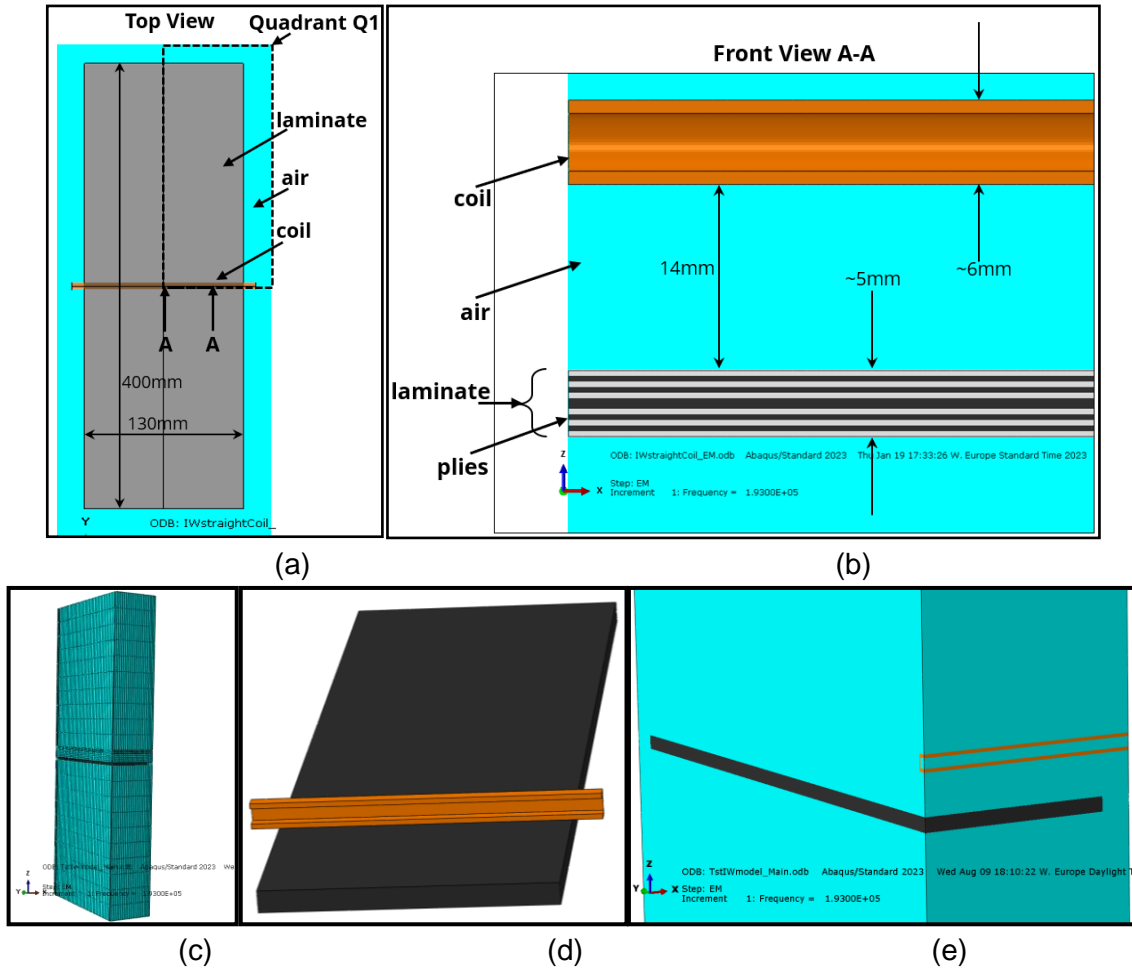 Top View
Quadrant Q1
laminate
air
coil
A A
400mm
130mm
Y
ODB: IWstraightCoil_
Front View A-A
coil
14mm
~5mm
~6mm
air
laminate
plies
Z
X
ODB: IWstraightCoil_EM.odb Abaqus/Standard 2023 Thu Jan 19 17:33:26 W. Europe Standard Time 2023
Step: EM
Increment 1: Frequency = 1.9300E+05
(a)
(b)
Abaqus/Standard 2023
Z
Y
Step: EM
Increment 1: Frequency = 1.9300E+05
Z
Y X
ODB: TstIWmodel_Main.odb Abaqus/Standard 2023 Wed Aug 09 18:10:22 W. Europe Daylight T
Step: EM
Increment 1: Frequency = 1.9300E+05
(c)
(d)
(e)